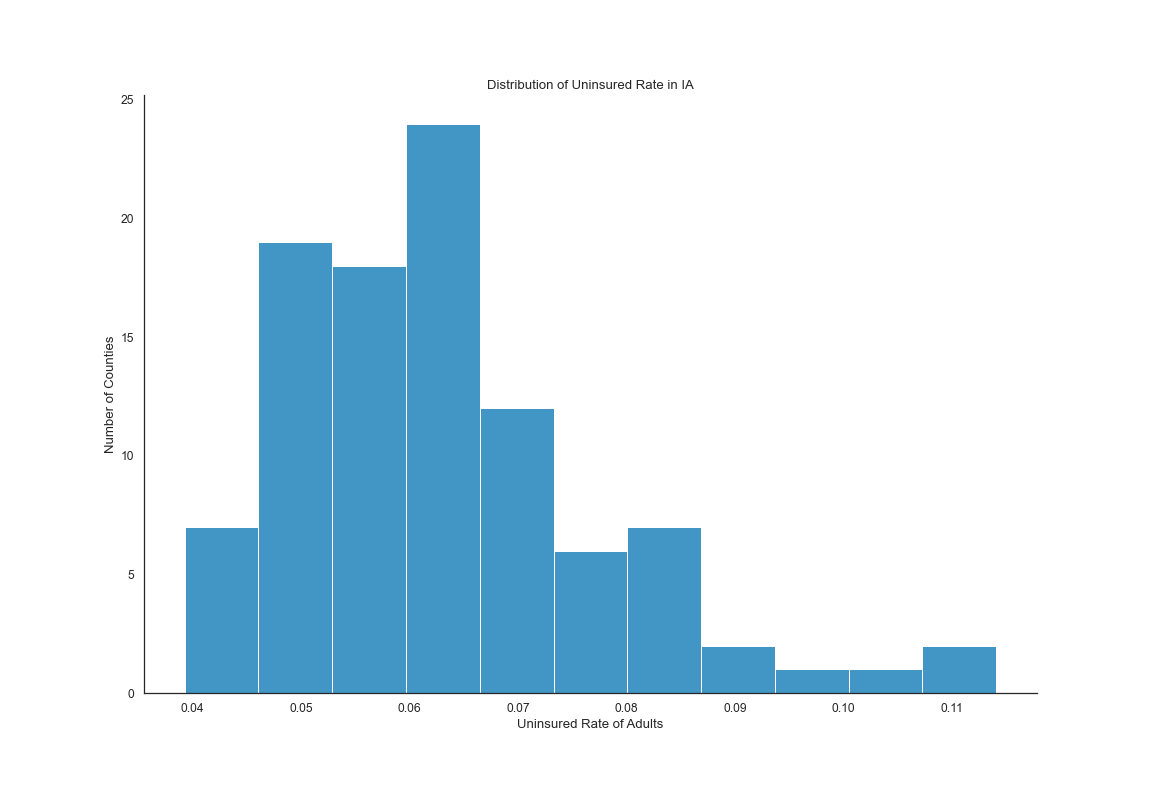 Distribution of Uninsured Rate in IA
25
20
15
10
5
0
Number of Counties
0.04 0.05 0.06 0.07 0.08 0.09 0.10 0.11
Uninsured Rate of Adults